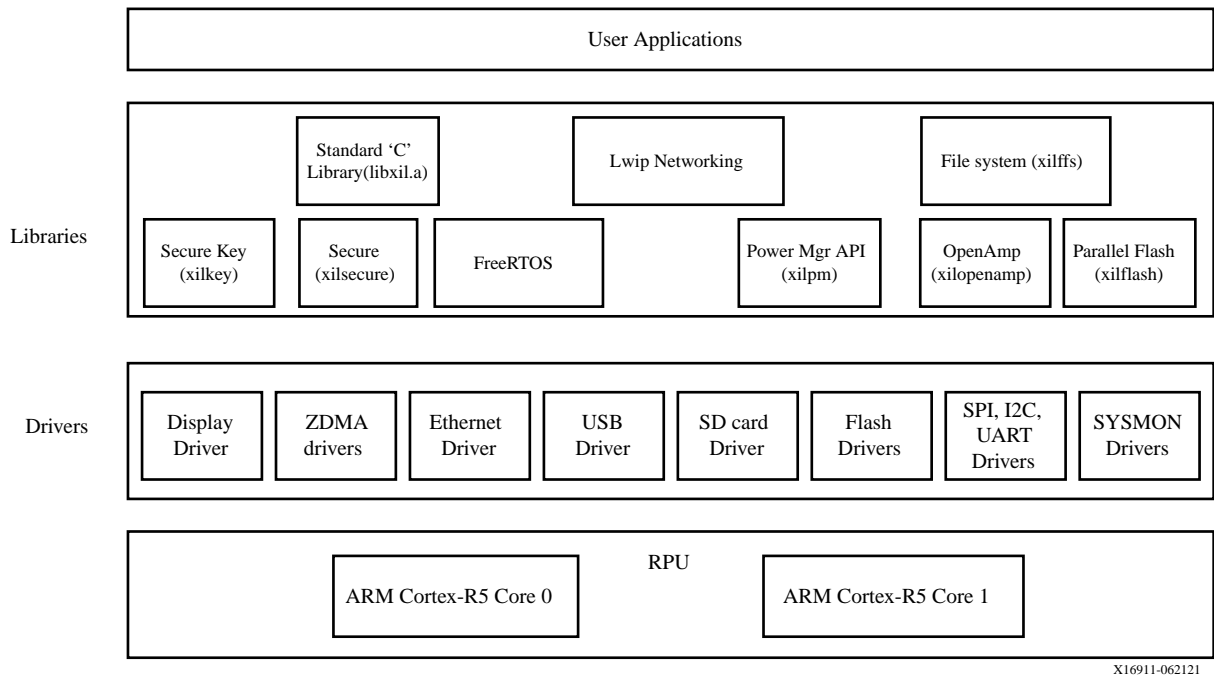 User Applications
Libraries
Standard ‘C’
Library(libxil.a)
Lwip Networking
File system (xilffs)
Secure Key
(xilkey)
Secure
(xilsecure)
FreeRTOS
Power Mgr API
(xilpm)
OpenAmp
(xilopenamp)
Parallel Flash
(xilflash)
Drivers
Display
Driver
ZDMA
drivers
Ethernet
Driver
USB
Driver
SD card
Driver
Flash
Drivers
SPI, I2C,
UART
Drivers
SYSMON
Drivers
RPU
ARM Cortex-R5 Core 0
ARM Cortex-R5 Core 1
X16911-062121